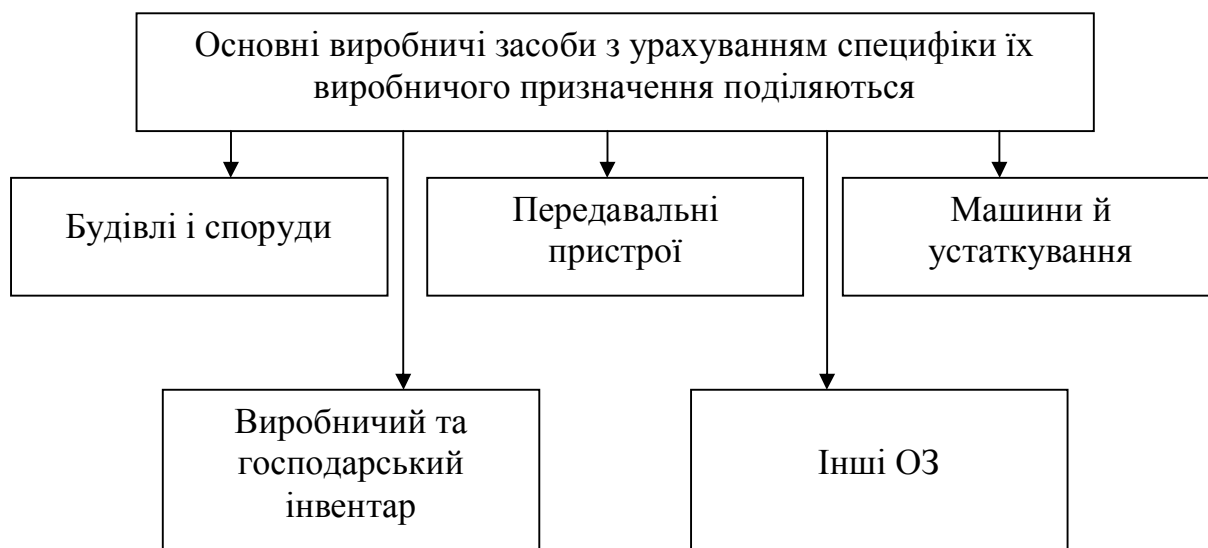 Основні виробничі засоби з урахуванням специфіки їх
виробничого призначення поділяються
Будівлі і споруди
Передавальні
пристрої
Машини й
устаткування
Виробничий та
господарський
інвентар
Інші ОЗ